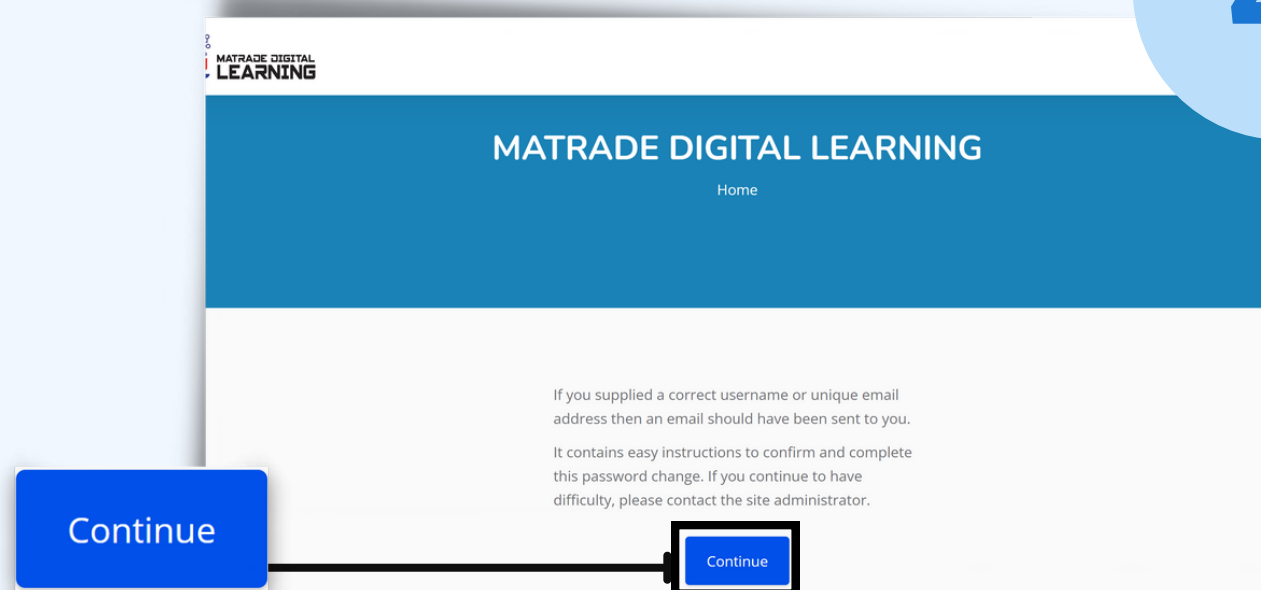 MATRADE DIGITAL
LEARNING
MATRADE DIGITAL LEARNING
Home
If you supplied a correct username or unique email
address then an email should have been sent to you.
It contains easy instructions to confirm and complete
this password change. If you continue to have
difficulty, please contact the site administrator.
Continue
Continue